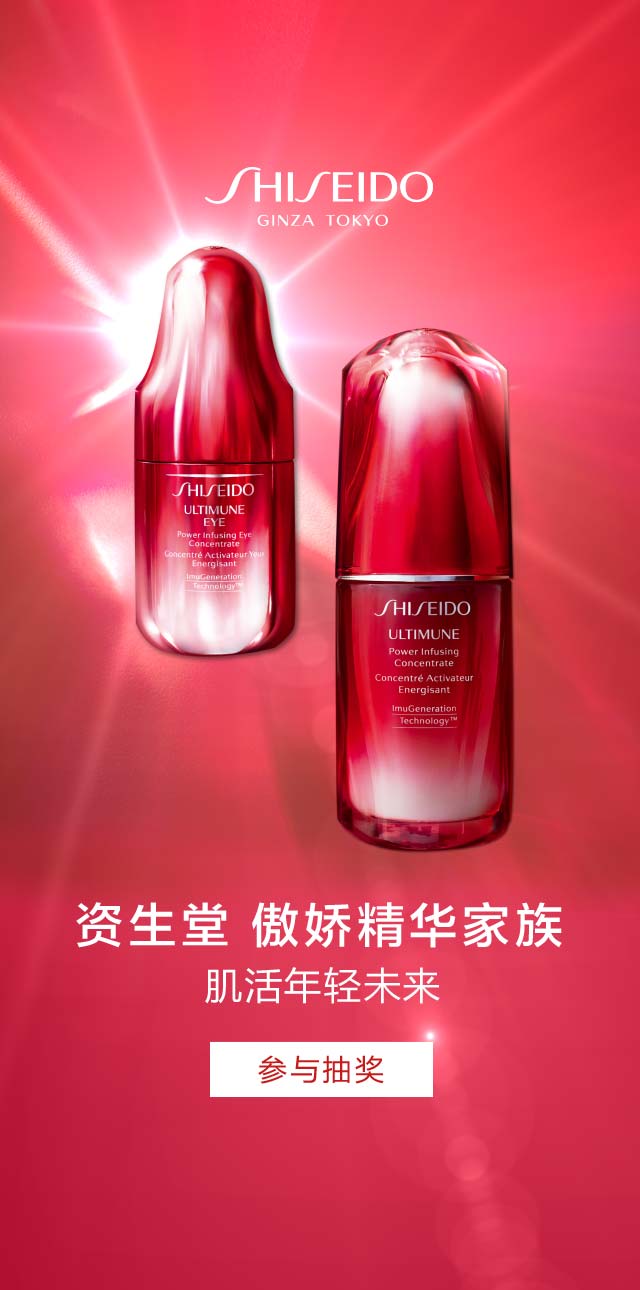 SHISEIDO
GINZA TOKYO
SHISEIDO
ULTIMUNE
EYE
Power Infusing Eye
Concentrate
Concentré Activateur Yeux
Energisant
ImuGeneration
Technology™
SHISEIDO
ULTIMUNE
Power Infusing
Concentrate
Concentré Activateur
Energisant
ImuGeneration
Technology™
资生堂 傲娇精华家族
肌活年轻未来
参与抽奖